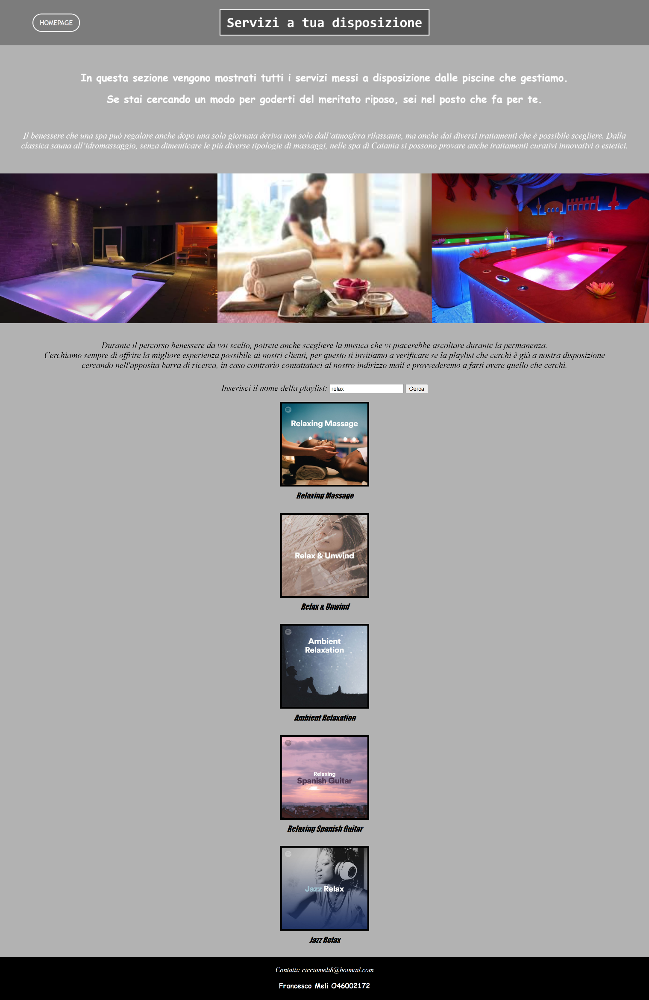 HOMEPAGE
Servizi a tua disposizione
In questa sezione vengono mostrati tutti i servizi messi a disposizione dalle piscine che gestiamo.
Se stai cercando un modo per goderti del meritato riposo, sei nel posto che fa per te.
Il benessere che una spa può regalare anche dopo una sola giornata deriva non solo dall’atmosfera rilassante, ma anche dai diversi trattamenti che è possibile scegliere. Dalla
classica sauna all’idromassaggio, senza dimenticare le più diverse tipologie di massaggi, nelle spa di Catania si possono provare anche trattamenti curativi innovativi o estetici.
Durante il percorso benessere da voi scelto, potrete anche scegliere la musica che vi piacerebbe ascoltare durante la permanenza.
Cerchiamo sempre di offrire la migliore esperienza possibile ai nostri clienti, per questo ti invitiamo a verificare se la playlist che cerchi è già a nostra disposizione
cercando nell'apposita barra di ricerca, in caso contrario contattataci al nostro indirizzo mail e provvederemo a farti avere quello che cerchi.
Inserisci il nome della playlist: relax Cerca
Relaxing Massage
Relaxing Massage
Relax & Unwind
Relax & Unwind
Ambient
Relaxation
Ambient Relaxation
Relaxing
Spanish Guitar
Relaxing Spanish Guitar
Jazz Relax
Jazz Relax
Contatti: cicciomeli8@hotmail.com
Francesco Meli O46002172